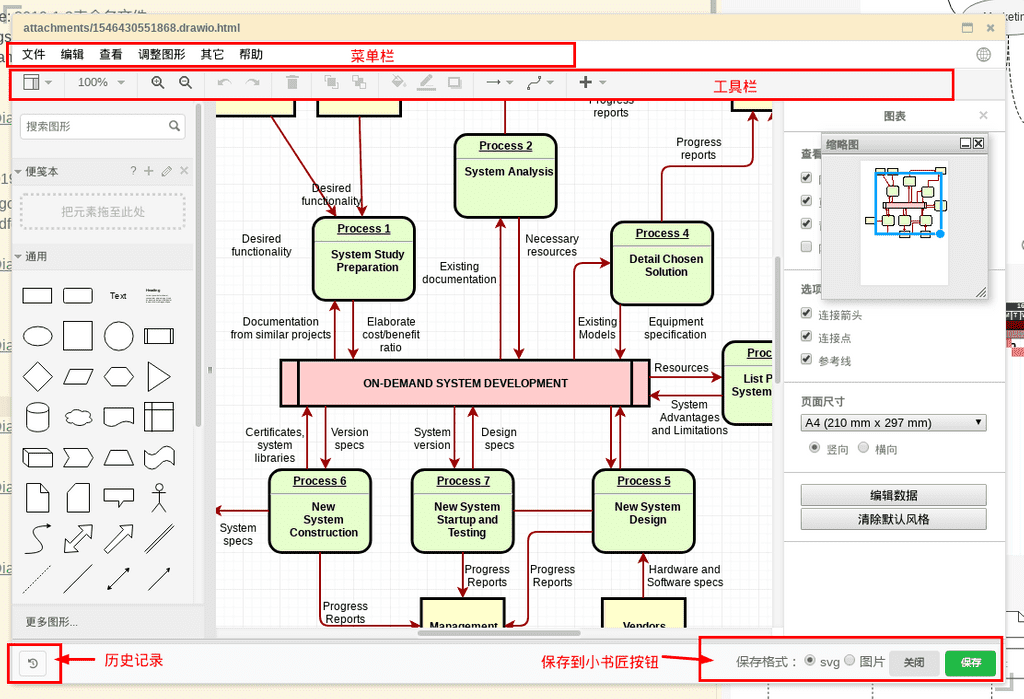 attachments/1546430551868.drawio.html
文件 编辑 查看 调整图形 其它 帮助 菜单栏
100% 工具栏
搜索图形
便笺本 ?
把元素拖至此处
通用
Text
Heading
更多图形...
Progress
reports
Progress
reports
Process 2
System Analysis
Desired
functionality
Process 1
System Study
Preparation
Desired
functionality
Necessary
resources
Process 4
Detail Chosen
Solution
Existing
documentation
Documentation
from similar projects
Elaborate
cost/benefit
ratio
Existing
Models
Equipment
specification
ON-DEMAND SYSTEM DEVELOPMENT
Resources
Proc
List P
System
System
Advantages
and Limitations
Certificates,
system
libraries
Version
specs
System
version
Design
specs
Process 6
New
System
Construction
Process 7
New System
Startup and
Testing
Process 5
New System
Design
System
specs
Progress
Reports
Progress
Reports
Hardware and
Software specs
Progress
Reports
Management
Vendors
图表
缩略图
查看
选项
连接箭头
连接点
参考线
页面尺寸
A4 (210 mm x 297 mm)
竖向 横向
编辑数据
清除默认风格
历史记录
保存到小书匠按钮
保存格式： svg 图片 关闭 保存